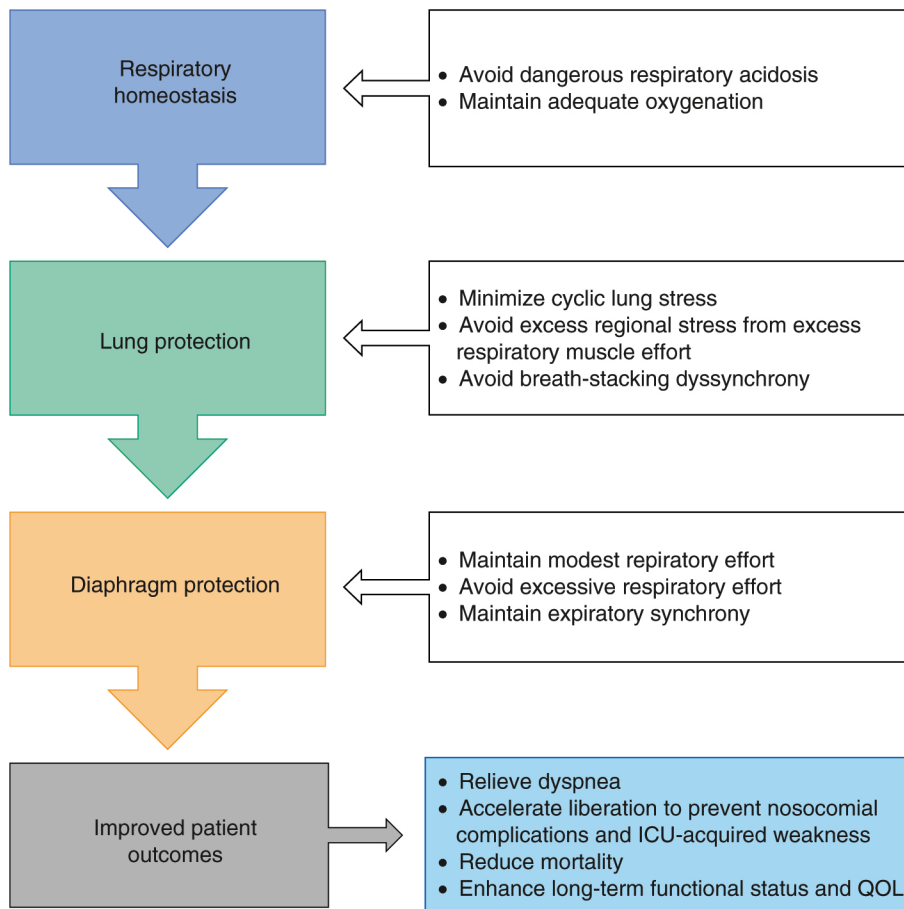 Respiratory
homeostasis
• Avoid dangerous respiratory acidosis
• Maintain adequate oxygenation
Lung protection
• Minimize cyclic lung stress
• Avoid excess regional stress from excess
respiratory muscle effort
• Avoid breath-stacking dyssynchrony
Diaphragm protection
• Maintain modest repiratory effort
• Avoid excessive respiratory effort
• Maintain expiratory synchrony
Improved patient
outcomes
• Relieve dyspnea
• Accelerate liberation to prevent nosocomial
complications and ICU-acquired weakness
• Reduce mortality
• Enhance long-term functional status and QOL